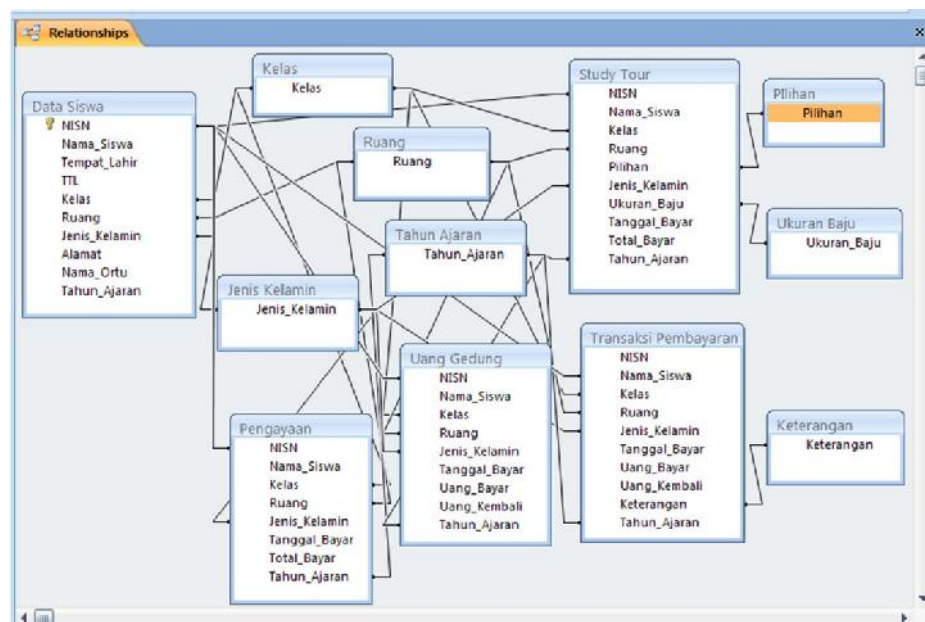 Relationships
Data Siswa
NISN
Nama_Siswa
Tempat_Lahir
TTL
Kelas
Ruang
Jenis_Kelamin
Alamat
Nama_Ortu
Tahun_Ajaran
Kelas
Kelas
Ruang
Ruang
Tahun Ajaran
Tahun_Ajaran
Jenis Kelamin
Jenis_Kelamin
Study Tour
NISN
Nama_Siswa
Kelas
Ruang
Pilihan
Jenis_Kelamin
Ukuran_Baju
Tanggal_Bayar
Total_Bayar
Tahun_Ajaran
PIlihan
Pilihan
Ukuran Baju
Ukuran_Baju
Pengayaan
NISN
Nama_Siswa
Kelas
Ruang
Jenis_Kelamin
Tanggal_Bayar
Total_Bayar
Tahun_Ajaran
Uang Gedung
NISN
Nama_Siswa
Kelas
Ruang
Jenis_Kelamin
Tanggal_Bayar
Uang_Bayar
Uang_Kembali
Tahun_Ajaran
Transaksi Pembayaran
NISN
Nama_Siswa
Kelas
Ruang
Jenis_Kelamin
Tanggal_Bayar
Uang_Bayar
Uang_Kembali
Keterangan
Tahun_Ajaran
Keterangan
Keterangan